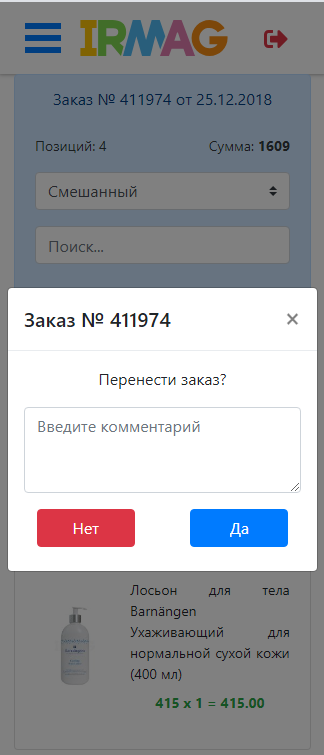 IRMAG
Заказ № 411974 от 25.12.2018
Позиций: 4 Сумма: 1609
Смешанный
Поиск...
Заказ № 411974 ×
Перенести заказ?
Введите комментарий
Нет Да
Лосьон для тела
Barnängen
Ухаживающий для
нормальной сухой кожи
(400 мл)
415 x 1 = 415.00